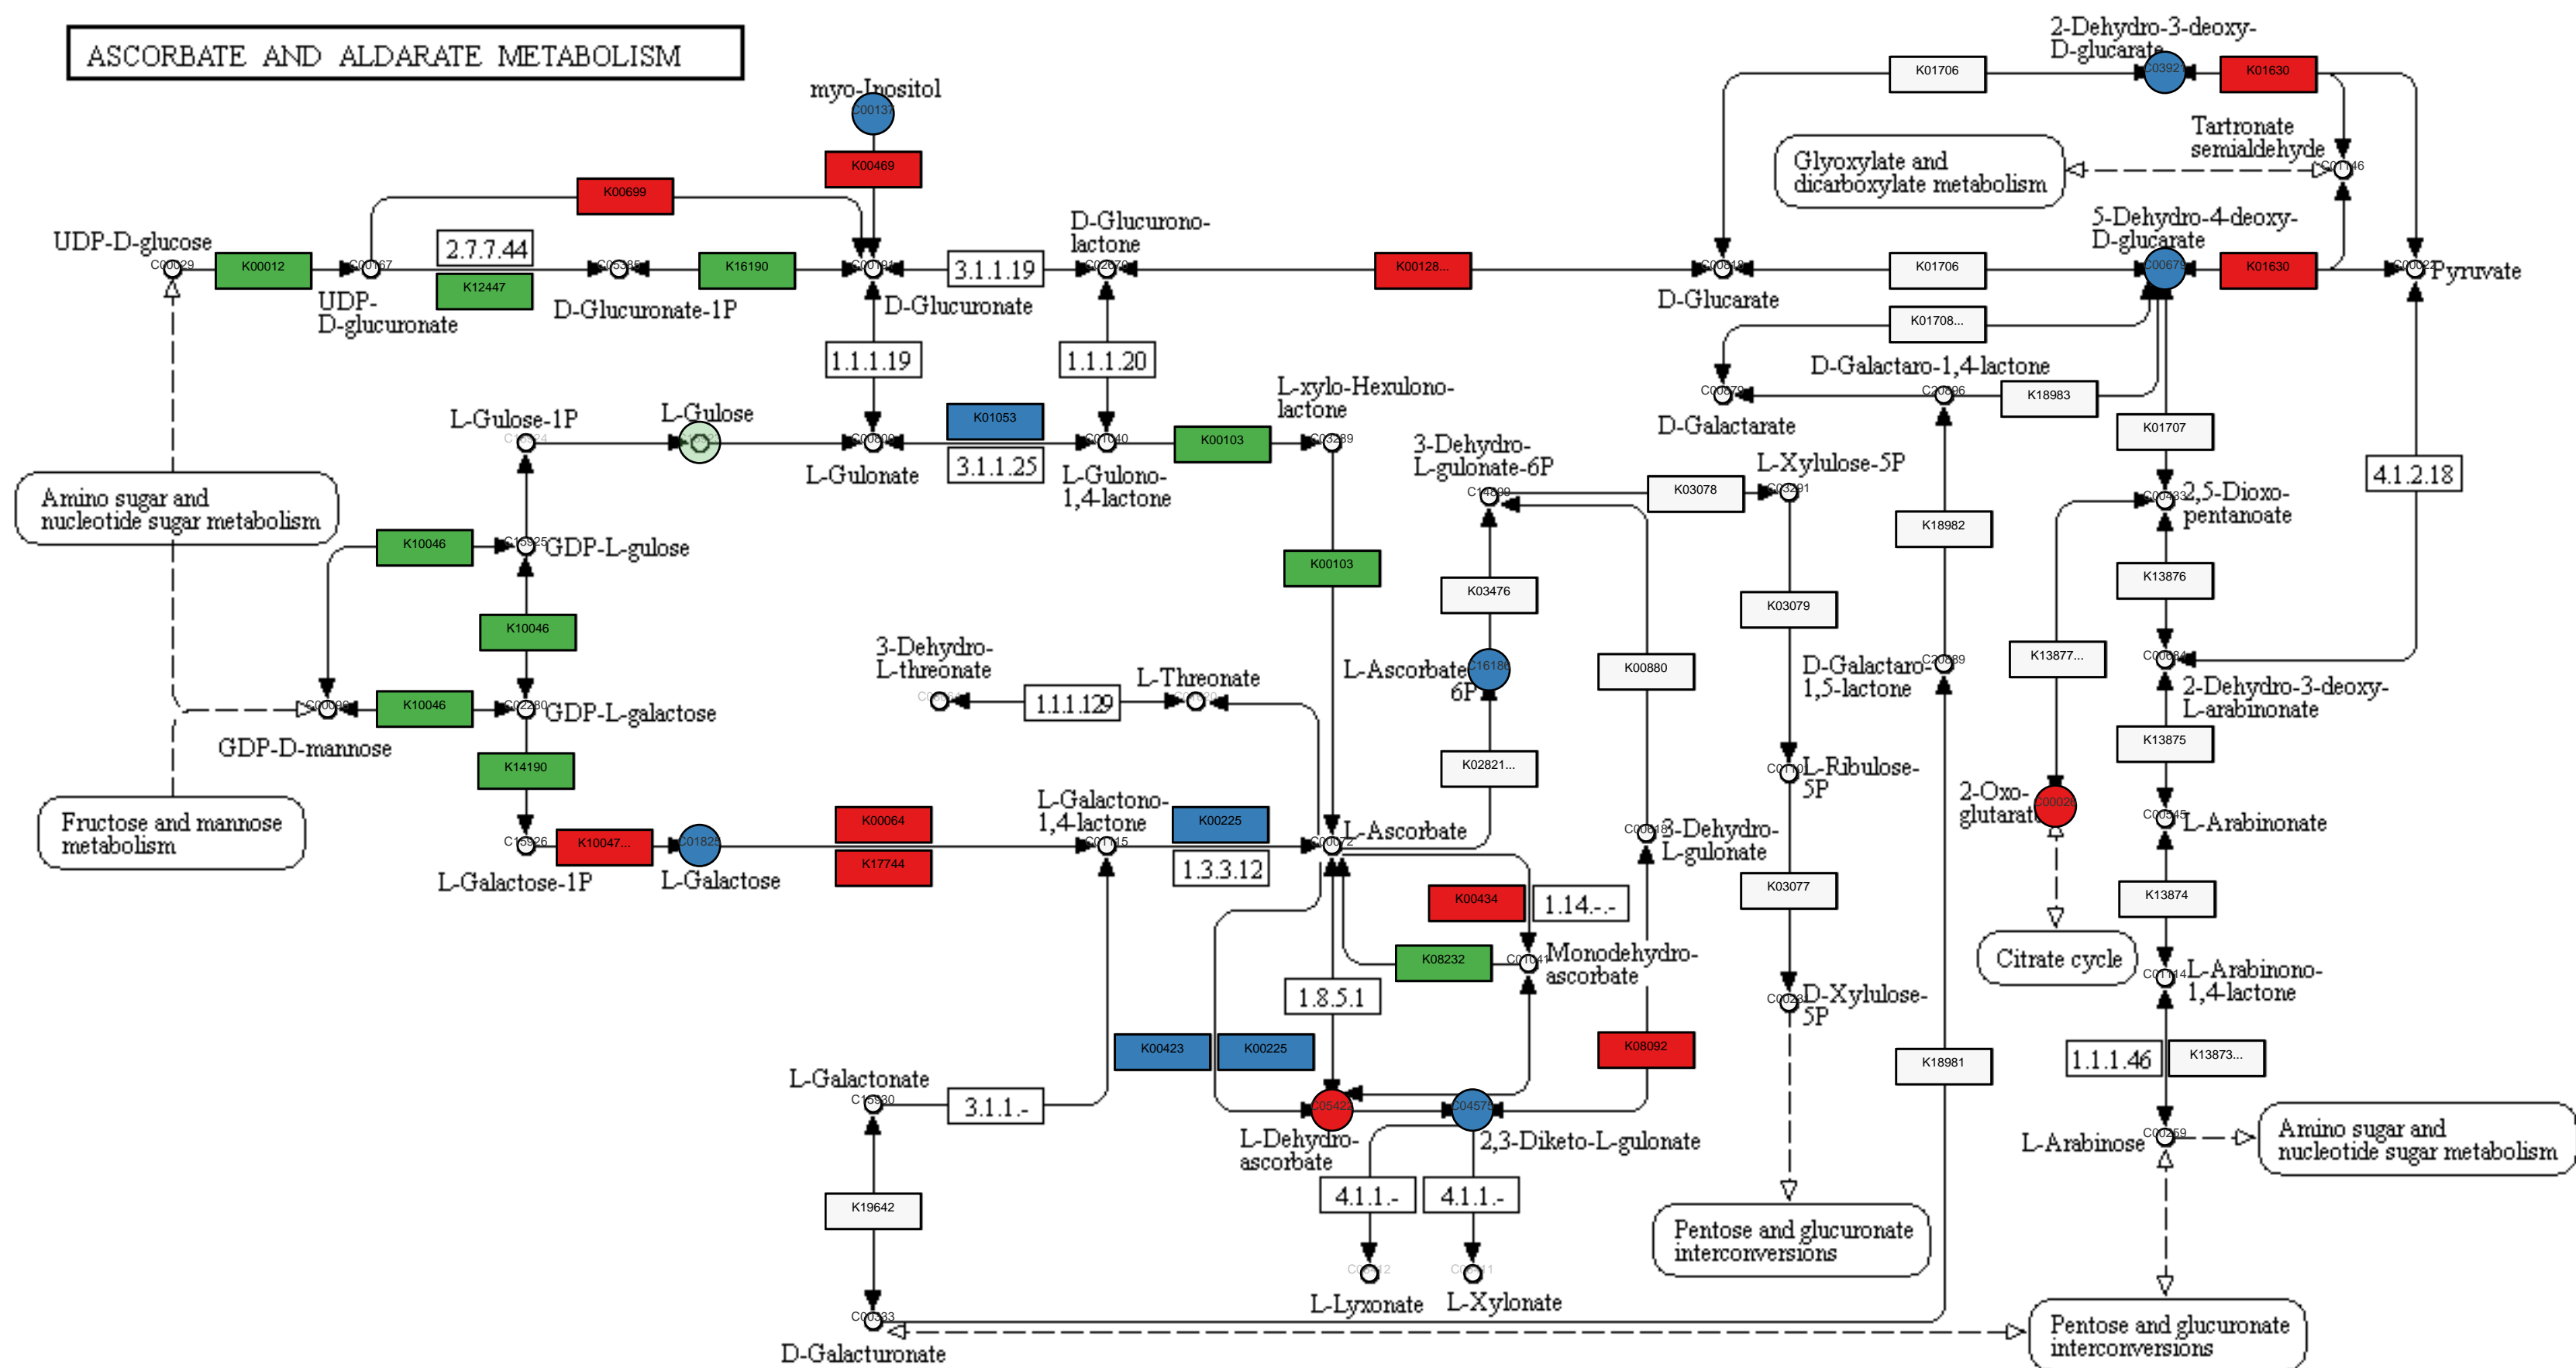 ASCORBATE AND ALDARATE METABOLISM
2-Dehydro-3-deoxy-
D-glucarate
K01706
K01630
myo-Inositol
C00137
Tartronate
semialdehyde
Glyoxylate and
dicarboxylate metabolism
K00469
K00699
UDP-D-glucose
2.7.7.44
D-Glucurono-
lactone
5-Dehydro-4-deoxy-
D-glucarate
C00029
K00012
C00167
K12447
K16190
3.1.1.19
K00128...
K01706
C00679
K01630
Pyruvate
UDP-
D-glucuronate
D-Glucuronate-1P
D-Glucuronate
D-Glucarate
K01708...
1.1.1.19
1.1.1.20
D-Galactaro-1,4-lactone
L-xylo-Hexulono-
lactone
K18983
L-Gulose-1P
L-Gulose
K01053
D-Galactarate
K01707
K00103
C03289
3.1.1.25
L-Gulonate
L-Gulono-
1,4-lactone
3-Dehydro-
L-gulonate-6P
L-Xylulose-5P
4.1.2.18
K03078
2,5-Dioxo-
pentanoate
Amino sugar and
nucleotide sugar metabolism
K18982
K10046
GDP-L-gulose
K00103
K13876
K03476
K03079
K10046
3-Dehydro-
L-threonate
L-Threonate
L-Ascorbate
6P
C16186
K00880
D-Galactaro-
1,5-lactone
K13877...
1.1.1.129
2-Dehydro-3-deoxy-
L-arabinonate
K10046
GDP-L-galactose
GDP-D-mannose
K14190
K02821...
L-Ribulose-
5P
K13875
Fructose and mannose
metabolism
L-Galactono-
1,4-lactone
2-Oxo-
glutarate
L-Arabinonate
K00064
K00225
L-Ascorbate
3-Dehydro-
L-gulonate
C15926
K10047...
K17744
1.3.3.12
L-Galactose-1P
L-Galactose
K03077
K13874
K00434
1.14.-.-
Citrate cycle
K08232
Monodehydro-
ascorbate
L-Arabinono-
1,4-lactone
1.8.5.1
D-Xylulose-
5P
K00423
K00225
K08092
K18981
1.1.1.46
K13873...
L-Galactonate
C15930
3.1.1.-
L-Dehydro-
ascorbate
C04575
2,3-Diketo-L-gulonate
L-Arabinose
C00259
Amino sugar and
nucleotide sugar metabolism
4.1.1.-
4.1.1.-
K19642
Pentose and glucuronate
interconversions
L-Lyxonate
L-Xylonate
C00333
D-Galacturonate
Pentose and glucuronate
interconversions